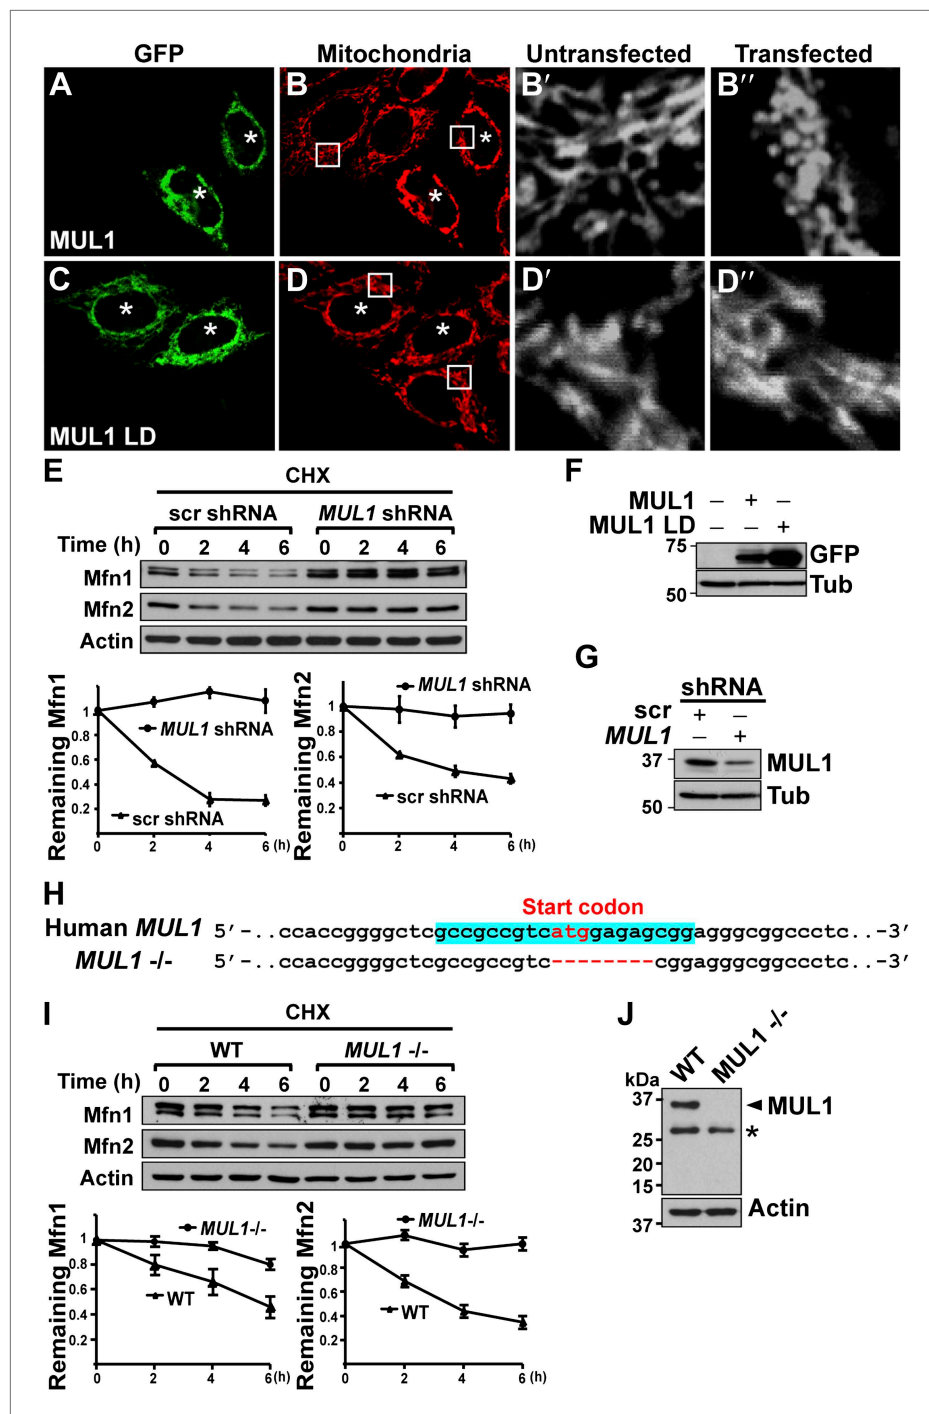 GFP Mitochondria Untransfected Transfected
A B B′ B″
* * * *
MUL1
C D D′ D″
* * * *
MUL1 LD
E
CHX
scr shRNA MUL1 shRNA
Time (h) 0 2 4 6 0 2 4 6
Mfn1
Mfn2
Actin
Remaining Mfn1
1
0.8
0.6
0.4
0.2
0 2 4 6 (h)
MUL1 shRNA
scr shRNA
Remaining Mfn2
1
0.8
0.6
0.4
0.2
0 2 4 6 (h)
MUL1 shRNA
scr shRNA
F
MUL1 – + –
MUL1 LD – – +
75 GFP
50 Tub
G
shRNA
scr + –
MUL1 – +
37 MUL1
50 Tub
H
Start codon
Human MUL1 5′-..ccaccggggctcgccgccgtcatggagagcggagggcggccctc..-3′
MUL1 -/- 5′-..ccaccggggctcgccgccgtc--------cggagggcggccctc..-3′
I
CHX
WT MUL1 -/-
Time (h) 0 2 4 6 0 2 4 6
Mfn1
Mfn2
Actin
Remaining Mfn1
1
0.8
0.6
0.4
0.2
0 2 4 6 (h)
MUL1-/-
WT
Remaining Mfn2
1
0.8
0.6
0.4
0.2
0 2 4 6 (h)
MUL1-/-
WT
J
WT MUL1 -/-
kDa
37 MUL1
25 *
20
15
Actin
37